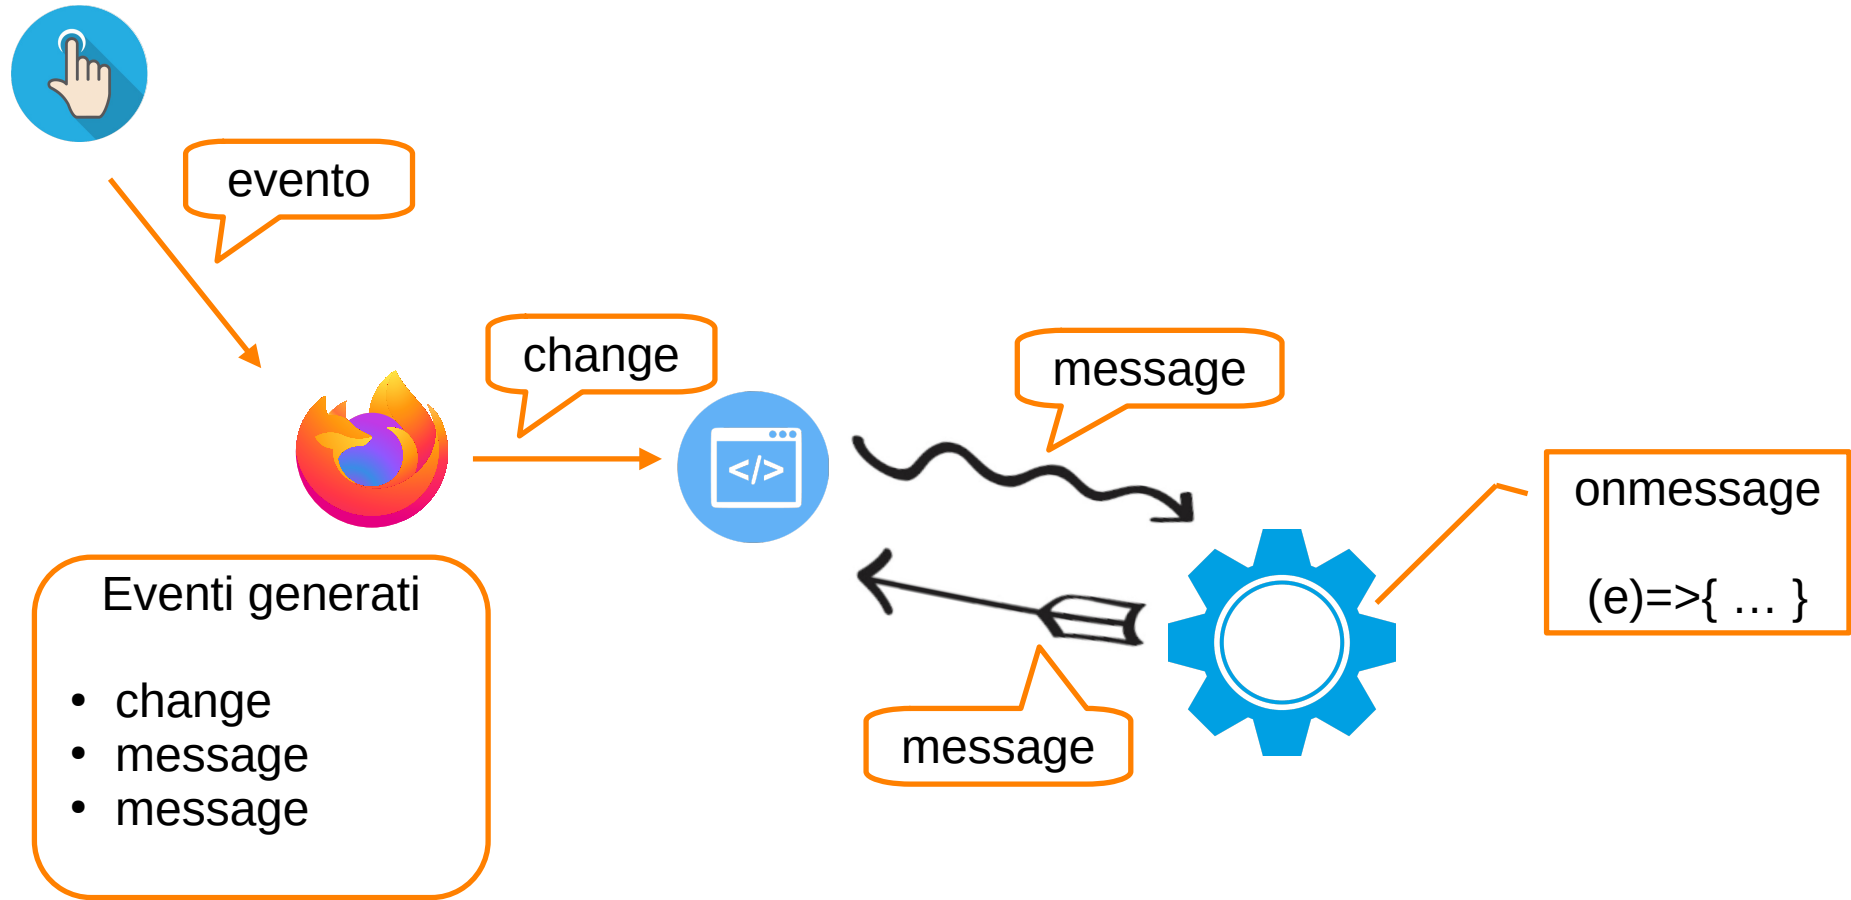 evento
change
message
onmessage
(e)=>{ … }
</>
Eventi generati
• change
• message
• message
message